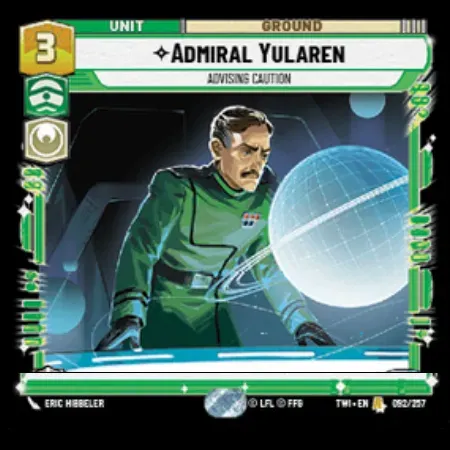 UNIT
GROUND
3
ADMIRAL YULAREN
ADVISING CAUTION
ERIC HIBBELER
© LFL © FFG
TWI • EN
092/257